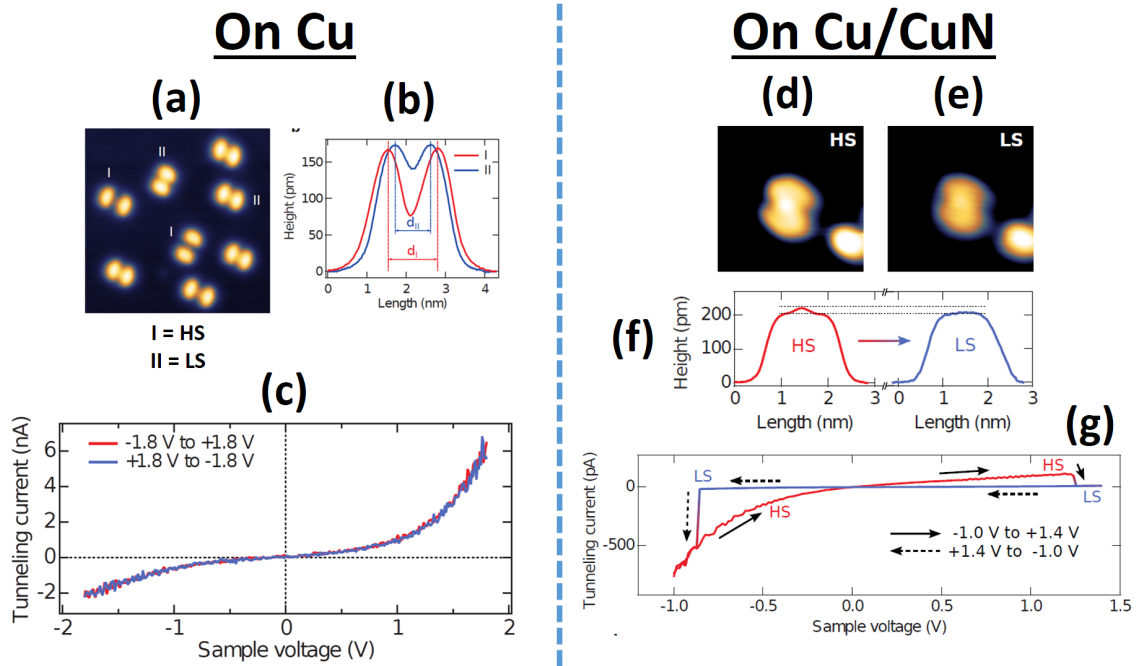 On Cu
On Cu/CuN
(a)
(b)
(d)
(e)
I
II
I
II
150
100
50
0
Height (pm)
I
II
d_II
d_I
0
1
2
3
4
Length (nm)
I = HS
II = LS
HS
LS
(f)
200
100
0
Height (pm)
HS
LS
0
1
2
3
0
1
2
3
Length (nm)
Length (nm)
(c)
-1.8 V to +1.8 V
+1.8 V to -1.8 V
6
4
2
0
-2
Tunneling current (nA)
-2
-1
0
1
2
Sample voltage (V)
(g)
0
-500
Tunneling current (pA)
LS
HS
HS
LS
-1.0 V to +1.4 V
+1.4 V to -1.0 V
-1.0
-0.5
0.0
0.5
1.0
1.5
Sample voltage (V)